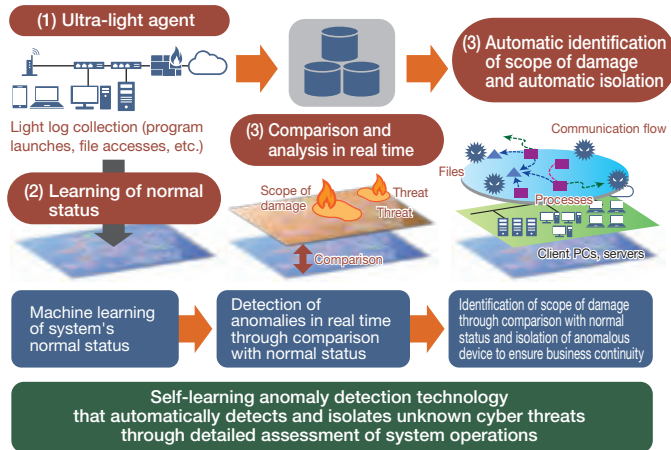 (1) Ultra-light agent
Light log collection (program
launches, file accesses, etc.)
(2) Learning of normal
status
(3) Comparison and
analysis in real time
Scope of
damage
Threat
Threat
Comparison
(3) Automatic identification
of scope of damage
and automatic isolation
Communication flow
Files
Processes
Client PCs, servers
Machine learning
of system's
normal status
Detection of
anomalies in real time
through comparison
with normal status
Identification of scope of damage
through comparison with normal
status and isolation of anomalous
device to ensure business continuity
Self-learning anomaly detection technology
that automatically detects and isolates unknown cyber threats
through detailed assessment of system operations